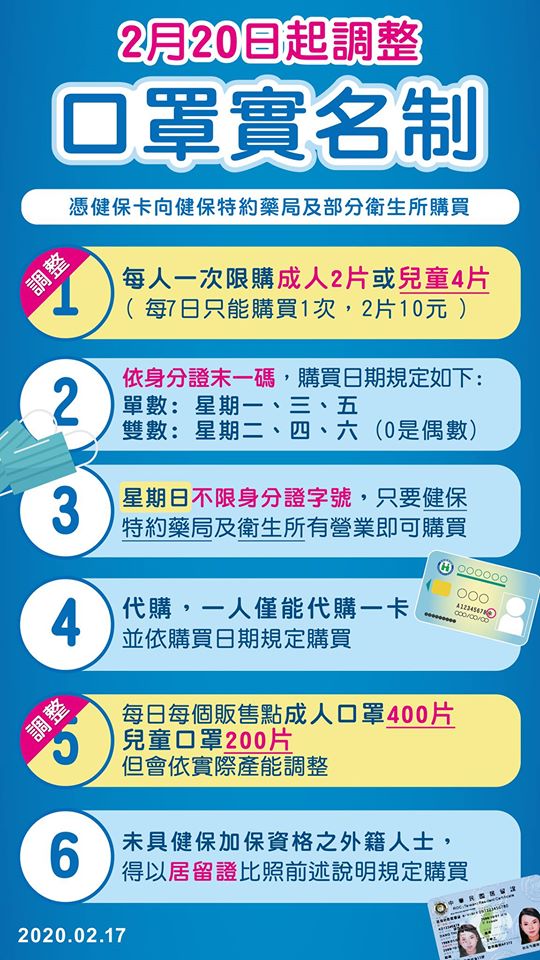 2月20日起調整
口罩實名制
憑健保卡向健保特約藥局及部分衛生所購買
調整
1
每人一次限購成人2片或兒童4片
(每7日只能購買1次,2片10元)
2
依身分證末一碼,購買日期規定如下:
單數: 星期一、三、五
雙數: 星期二、四、六 (0是偶數)
3
星期日不限身分證字號,只要健保
特約藥局及衛生所有營業即可購買
4
代購,一人僅能代購一卡
並依購買日期規定購買
調整
5
每日每個販售點成人口罩400片
兒童口罩200片
但會依實際產能調整
6
未具健保加保資格之外籍人士,
得以居留證比照前述說明規定購買
中華民國居留證
2020.02.17